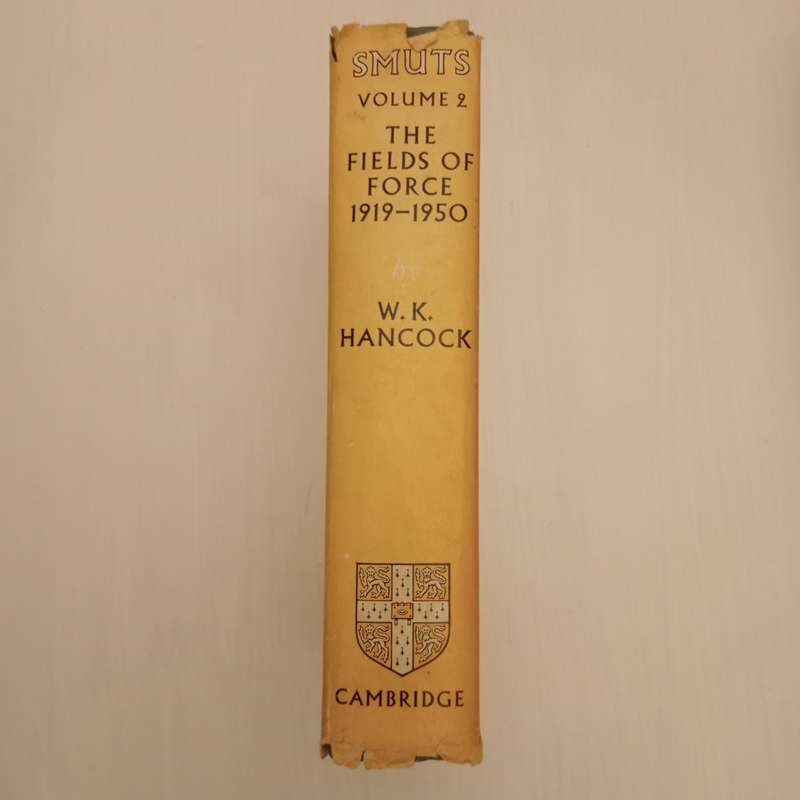 SMUTS
VOLUME 2
THE
FIELDS OF
FORCE
1919–1950
W. K.
HANCOCK
CAMBRIDGE